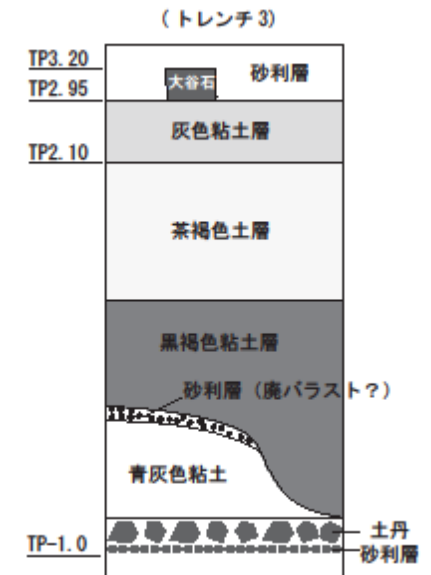 (トレンチ3)
TP3.20
大谷石
砂利層
TP2.95
灰色粘土層
TP2.10
茶褐色土層
黒褐色粘土層
砂利層（廃バラスト？）
青灰色粘土
土丹
TP-1.0
砂利層